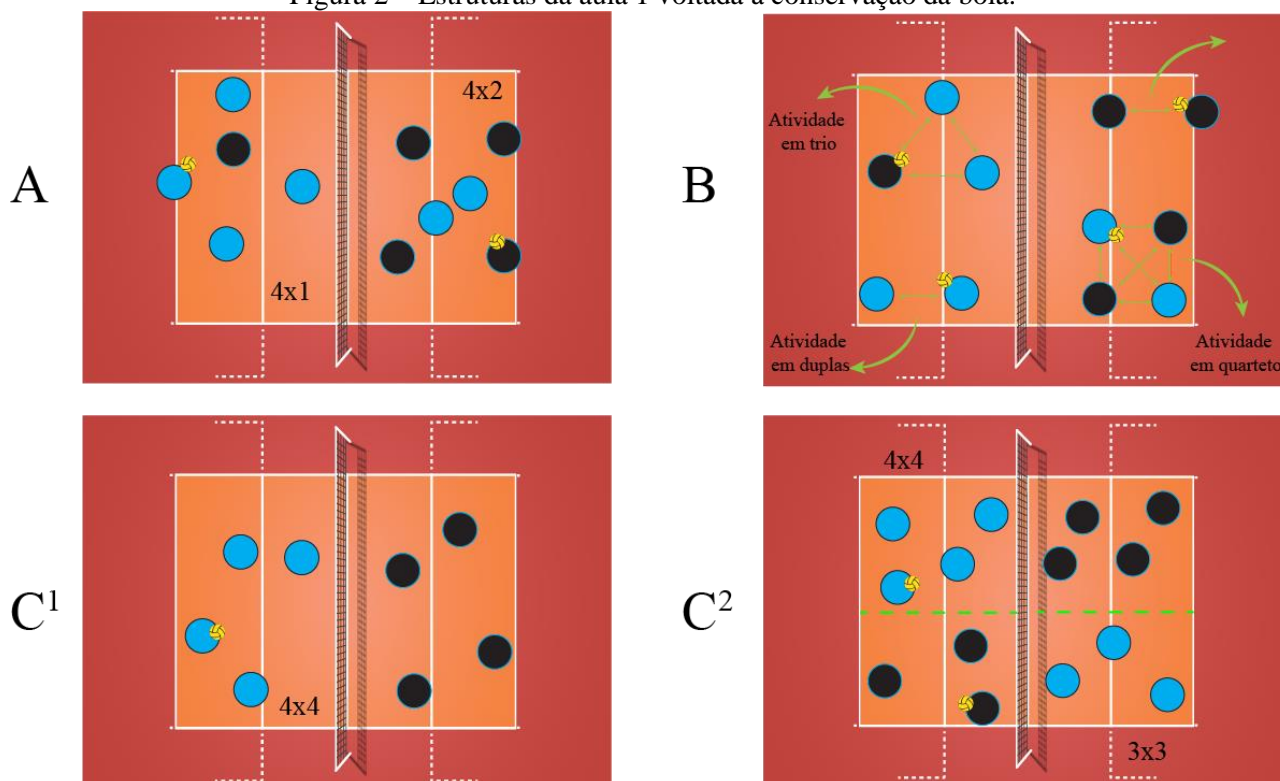 Figura 2 – Estruturas da aula 1 voltada à conservação da bola.
A
4x2
4x1
B
Atividade
em trio
Atividade
em duplas
Atividade
em quarteto
C¹
4x4
C²
4x4
3x3